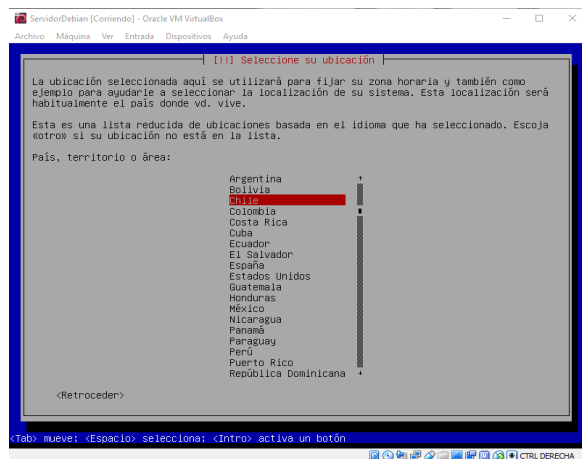 ServidorDebian [Corriendo] - Oracle VM VirtualBox
Archivo Máquina Ver Entrada Dispositivos Ayuda
[!!] Seleccione su ubicación
La ubicación seleccionada aquí se utilizará para fijar su zona horaria y también como
ejemplo para ayudarle a seleccionar la localización de su sistema. Esta localización será
habitualmente el país donde vd. vive.
Esta es una lista reducida de ubicaciones basada en el idioma que ha seleccionado. Escoja
«otro» si su ubicación no está en la lista.
País, territorio o área:
Argentina
Bolivia
Chile
Colombia
Costa Rica
Cuba
Ecuador
El Salvador
España
Estados Unidos
Guatemala
Honduras
México
Nicaragua
Panamá
Paraguay
Perú
Puerto Rico
República Dominicana
<Retroceder>
<Tab> mueve; <Espacio> selecciona; <Intro> activa un botón
CTRL DERECHA